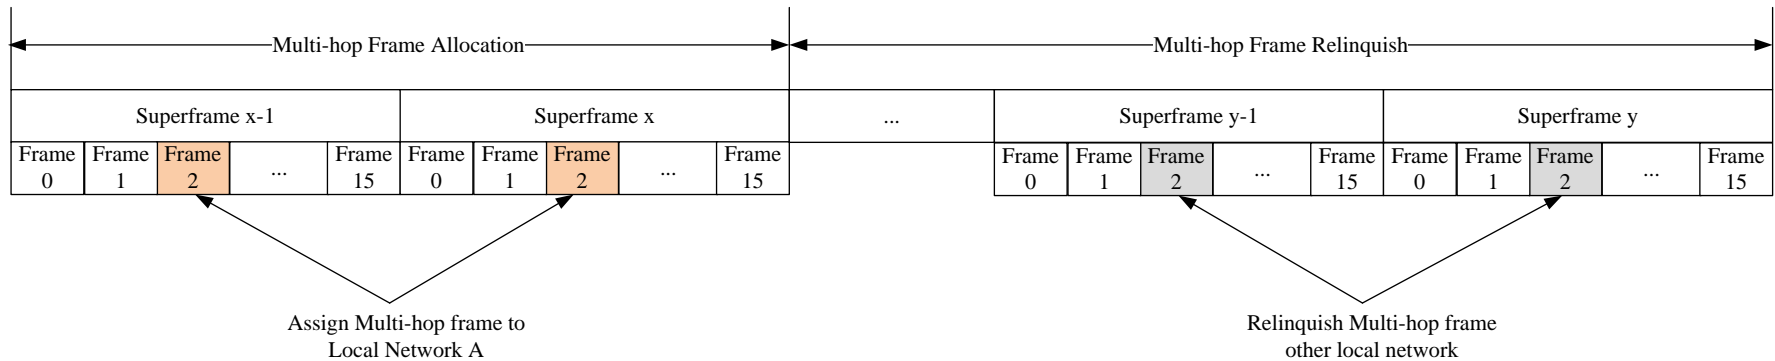 Multi-hop Frame Allocation Multi-hop Frame Relinquish
Superframe x-1 Superframe x ... Superframe y-1 Superframe y
Frame Frame Frame Frame Frame Frame Frame Frame Frame Frame Frame Frame Frame Frame Frame Frame
0 1 2 ... 15 0 1 2 ... 15 0 1 2 ... 15 0 1 2 ... 15
Assign Multi-hop frame to
Local Network A
Relinquish Multi-hop frame
other local network